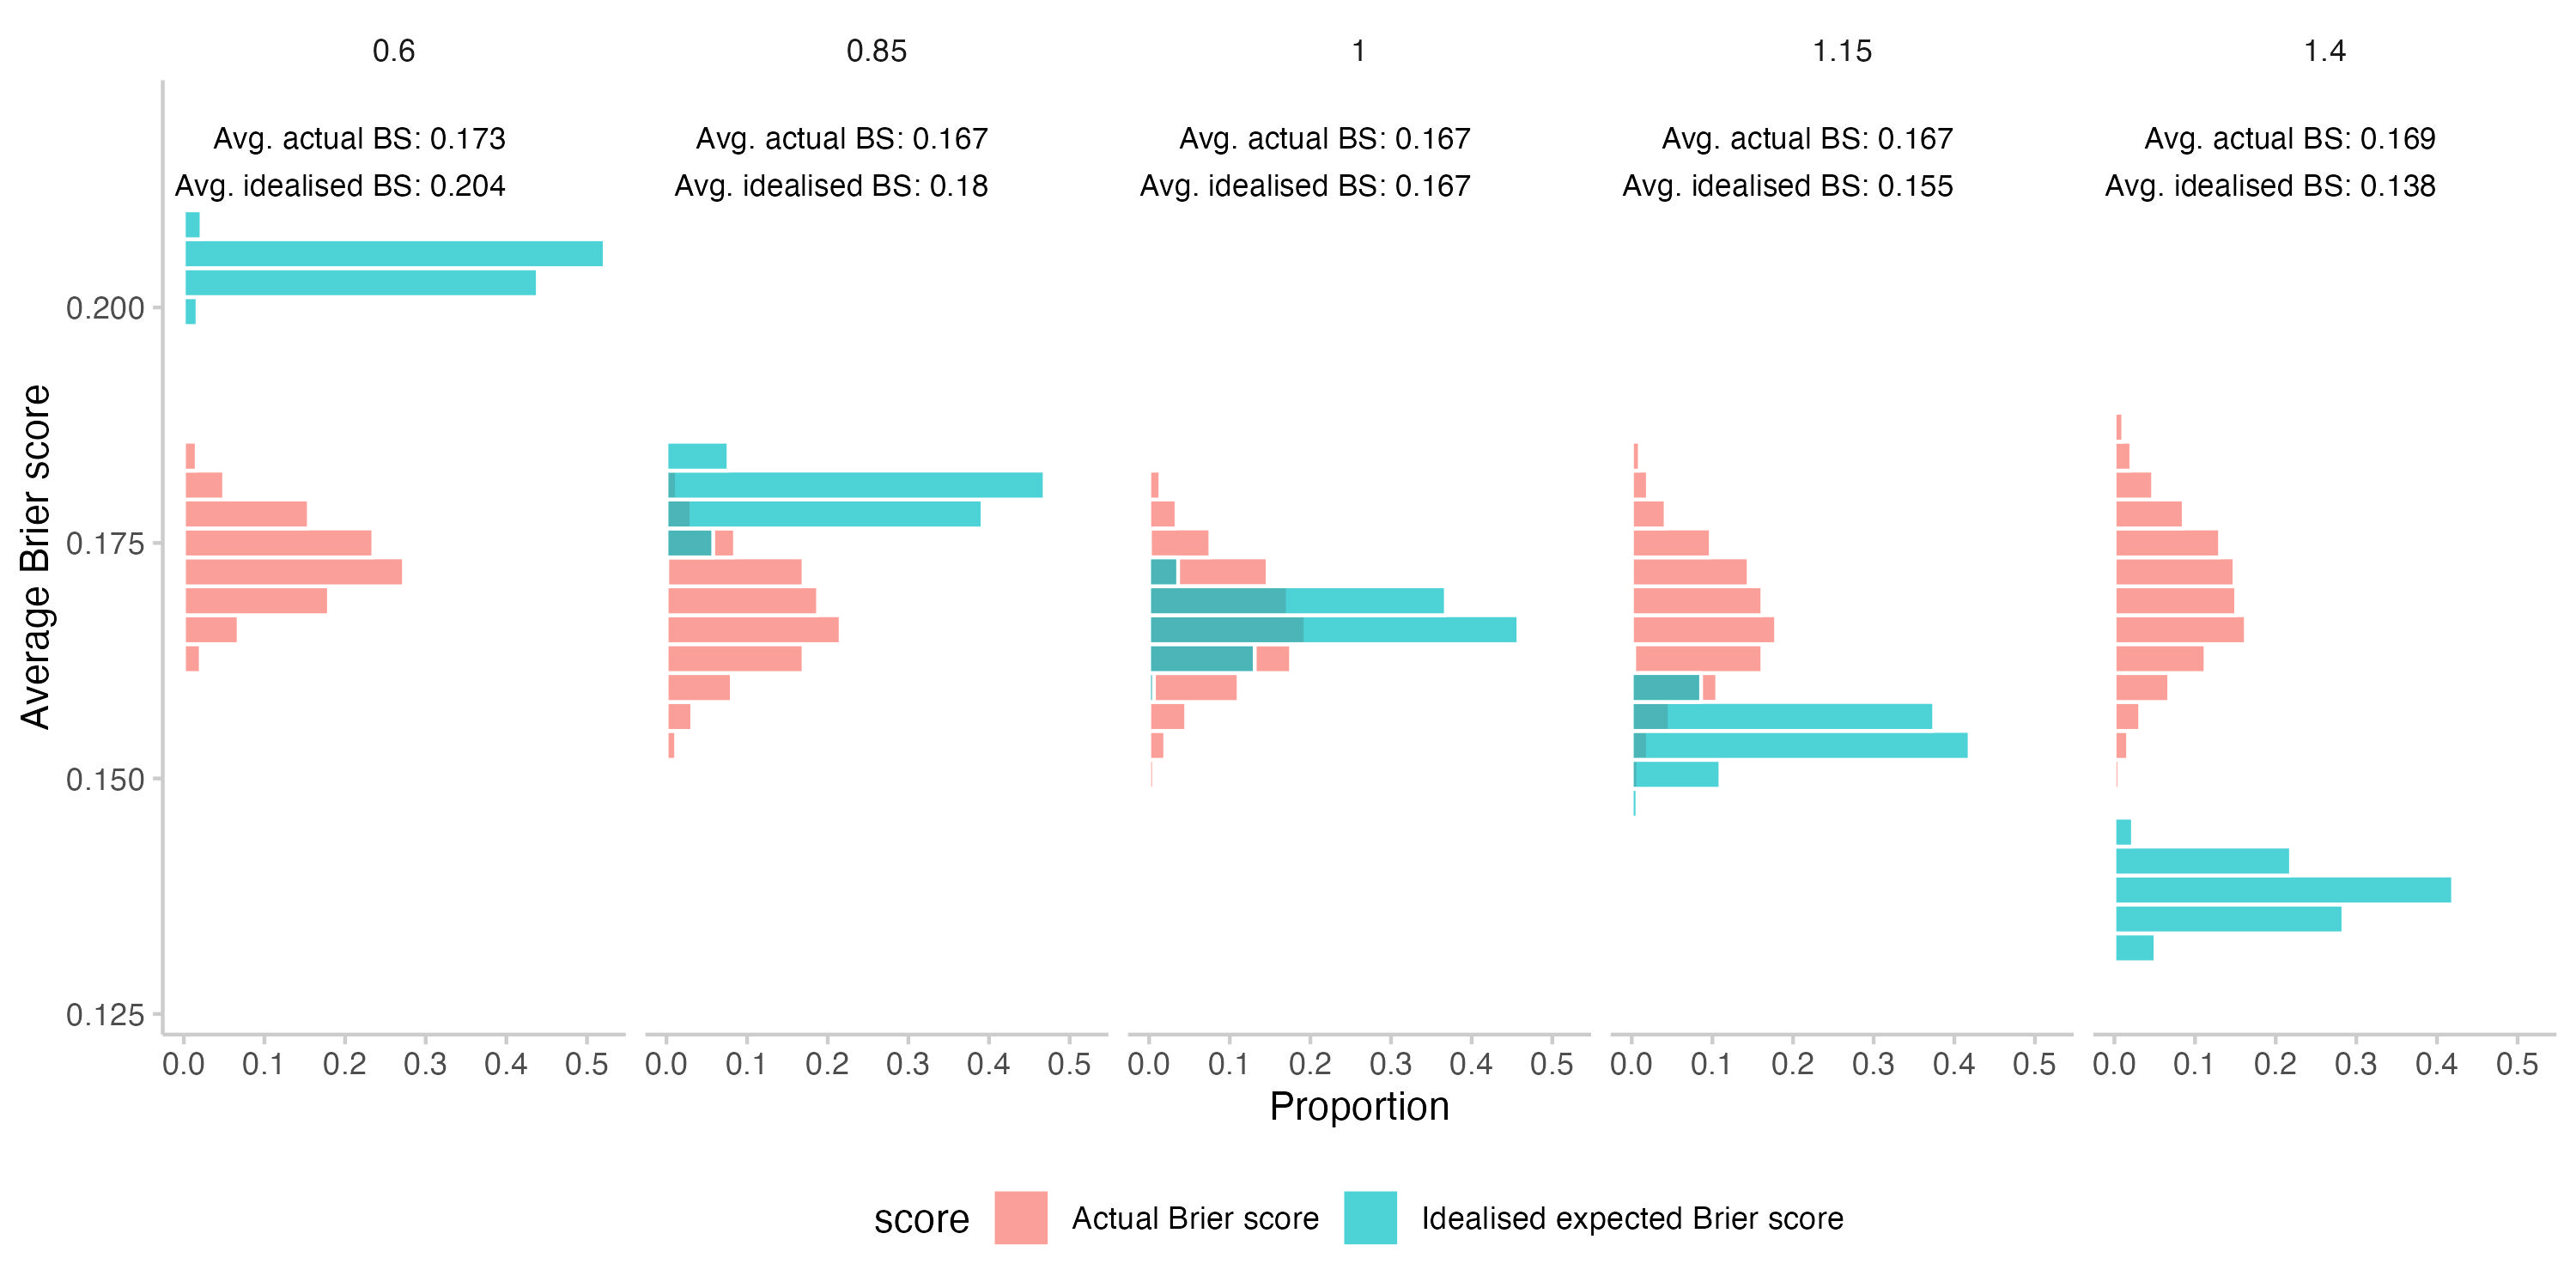 0.6 0.85 1 1.15 1.4
Avg. actual BS: 0.173 Avg. actual BS: 0.167 Avg. actual BS: 0.167 Avg. actual BS: 0.167 Avg. actual BS: 0.169
Avg. idealised BS: 0.204 Avg. idealised BS: 0.18 Avg. idealised BS: 0.167 Avg. idealised BS: 0.155 Avg. idealised BS: 0.138
Average Brier score
0.200
0.175
0.150
0.125
0.0 0.1 0.2 0.3 0.4 0.5 0.0 0.1 0.2 0.3 0.4 0.5 0.0 0.1 0.2 0.3 0.4 0.5 0.0 0.1 0.2 0.3 0.4 0.5 0.0 0.1 0.2 0.3 0.4 0.5
Proportion
score Actual Brier score Idealised expected Brier score